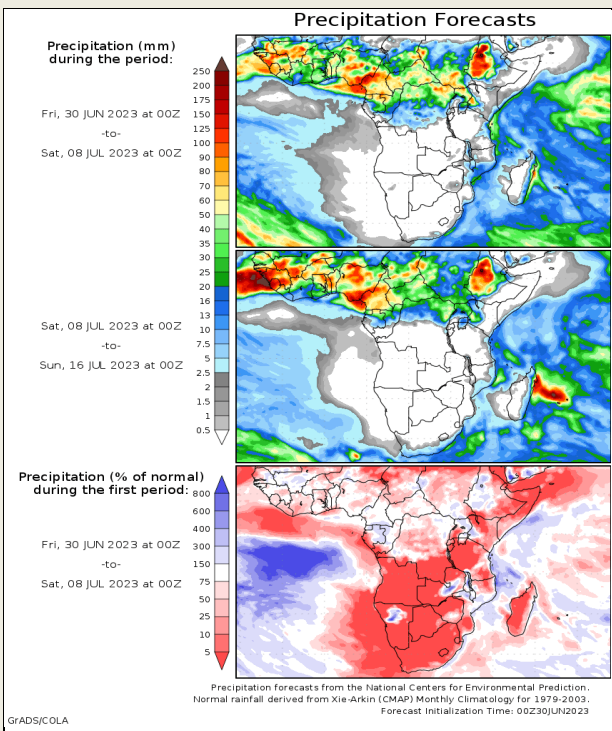 Precipitation Forecasts
Precipitation (mm)
during the period:
Fri, 30 JUN 2023 at 00Z
-to-
Sat, 08 JUL 2023 at 00Z
250
200
175
150
125
100
90
80
70
60
50
40
35
30
25
20
16
13
10
7.5
5
2.5
2
1.5
1
0.5
Sat, 08 JUL 2023 at 00Z
-to-
Sun, 16 JUL 2023 at 00Z
Precipitation (% of normal)
during the first period:
Fri, 30 JUN 2023 at 00Z
-to-
Sat, 08 JUL 2023 at 00Z
800
600
400
300
150
75
50
25
10
5
Precipitation forecasts from the National Centers for Environmental Prediction.
Normal rainfall derived from Xie-Arkin (CMAP) Monthly Climatology for 1979-2003.
Forecast Initialization Time: 00Z30JUN2023
GrADS/COLA